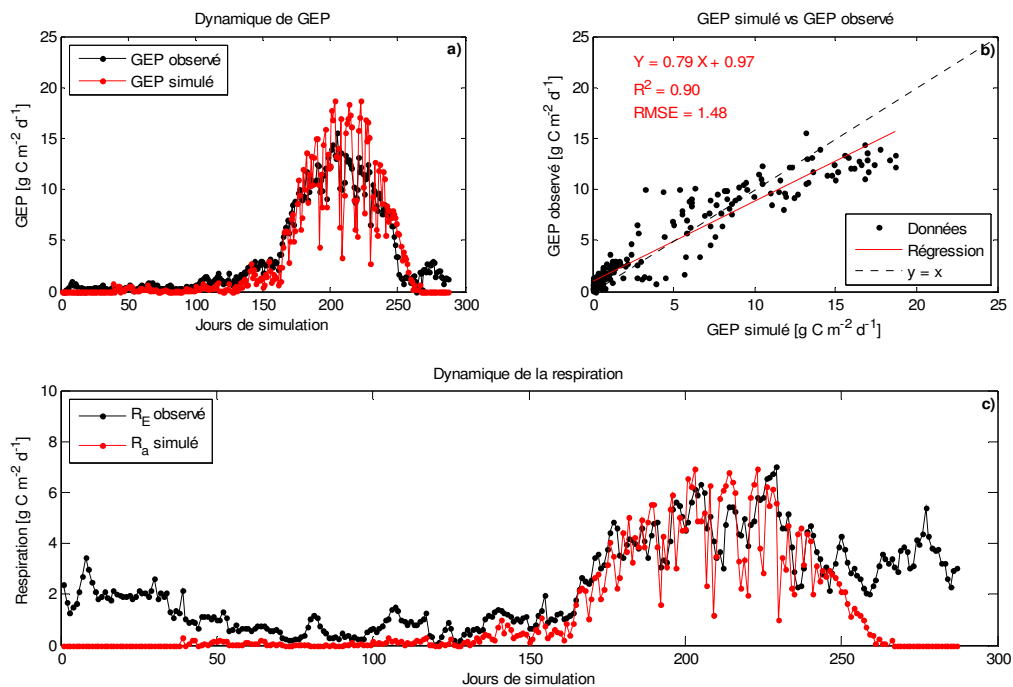 Dynamique de GEP
a)
GEP observé
GEP simulé
GEP [g C m⁻² d⁻¹]
25
20
15
10
5
0
0 50 100 150 200 250 300
Jours de simulation
GEP simulé vs GEP observé
b)
Y = 0.79 X + 0.97
R² = 0.90
RMSE = 1.48
GEP observé [g C m⁻² d⁻¹]
25
20
15
10
5
0
Données
Régression
y = x
0 5 10 15 20 25
GEP simulé [g C m⁻² d⁻¹]
Dynamique de la respiration
c)
R_E observé
R_a simulé
Respiration [g C m⁻² d⁻¹]
10
8
6
4
2
0
0 50 100 150 200 250 300
Jours de simulation